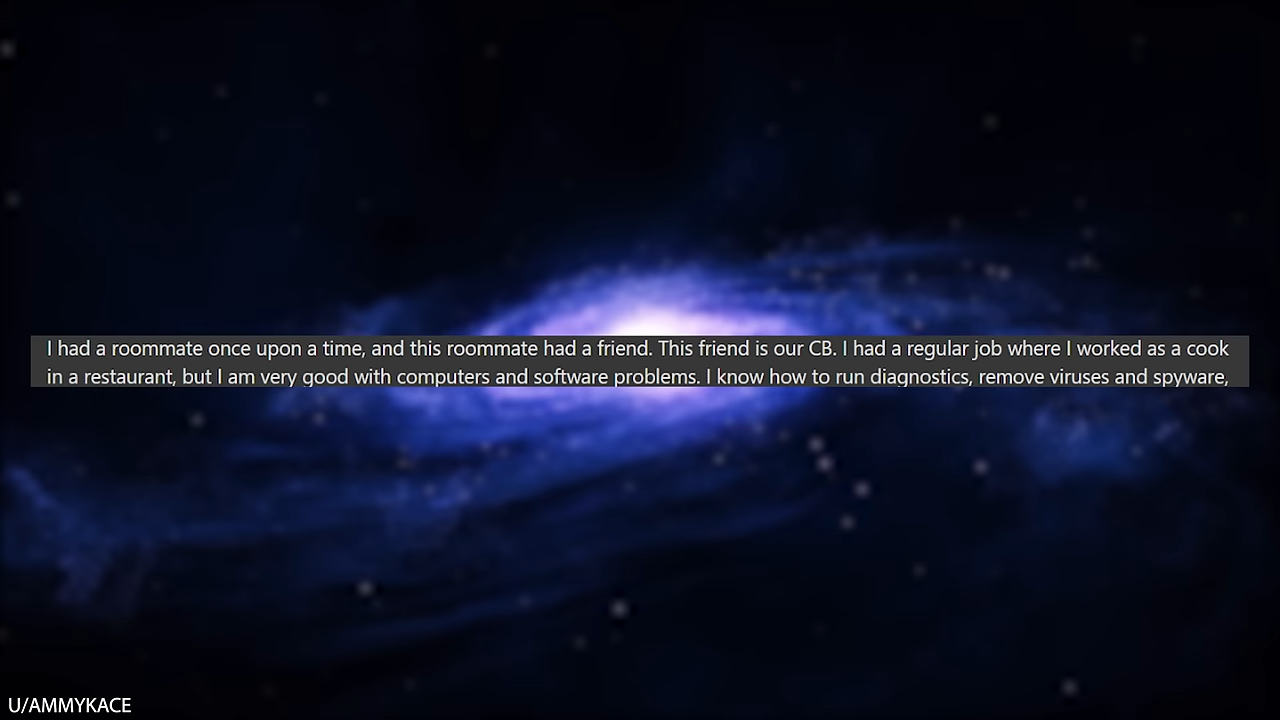 I had a roommate once upon a time, and this roommate had a friend. This friend is our CB. I had a regular job where I worked as a cook
in a restaurant, but I am very good with computers and software problems. I know how to run diagnostics, remove viruses and spyware,
U/AMMYKACE